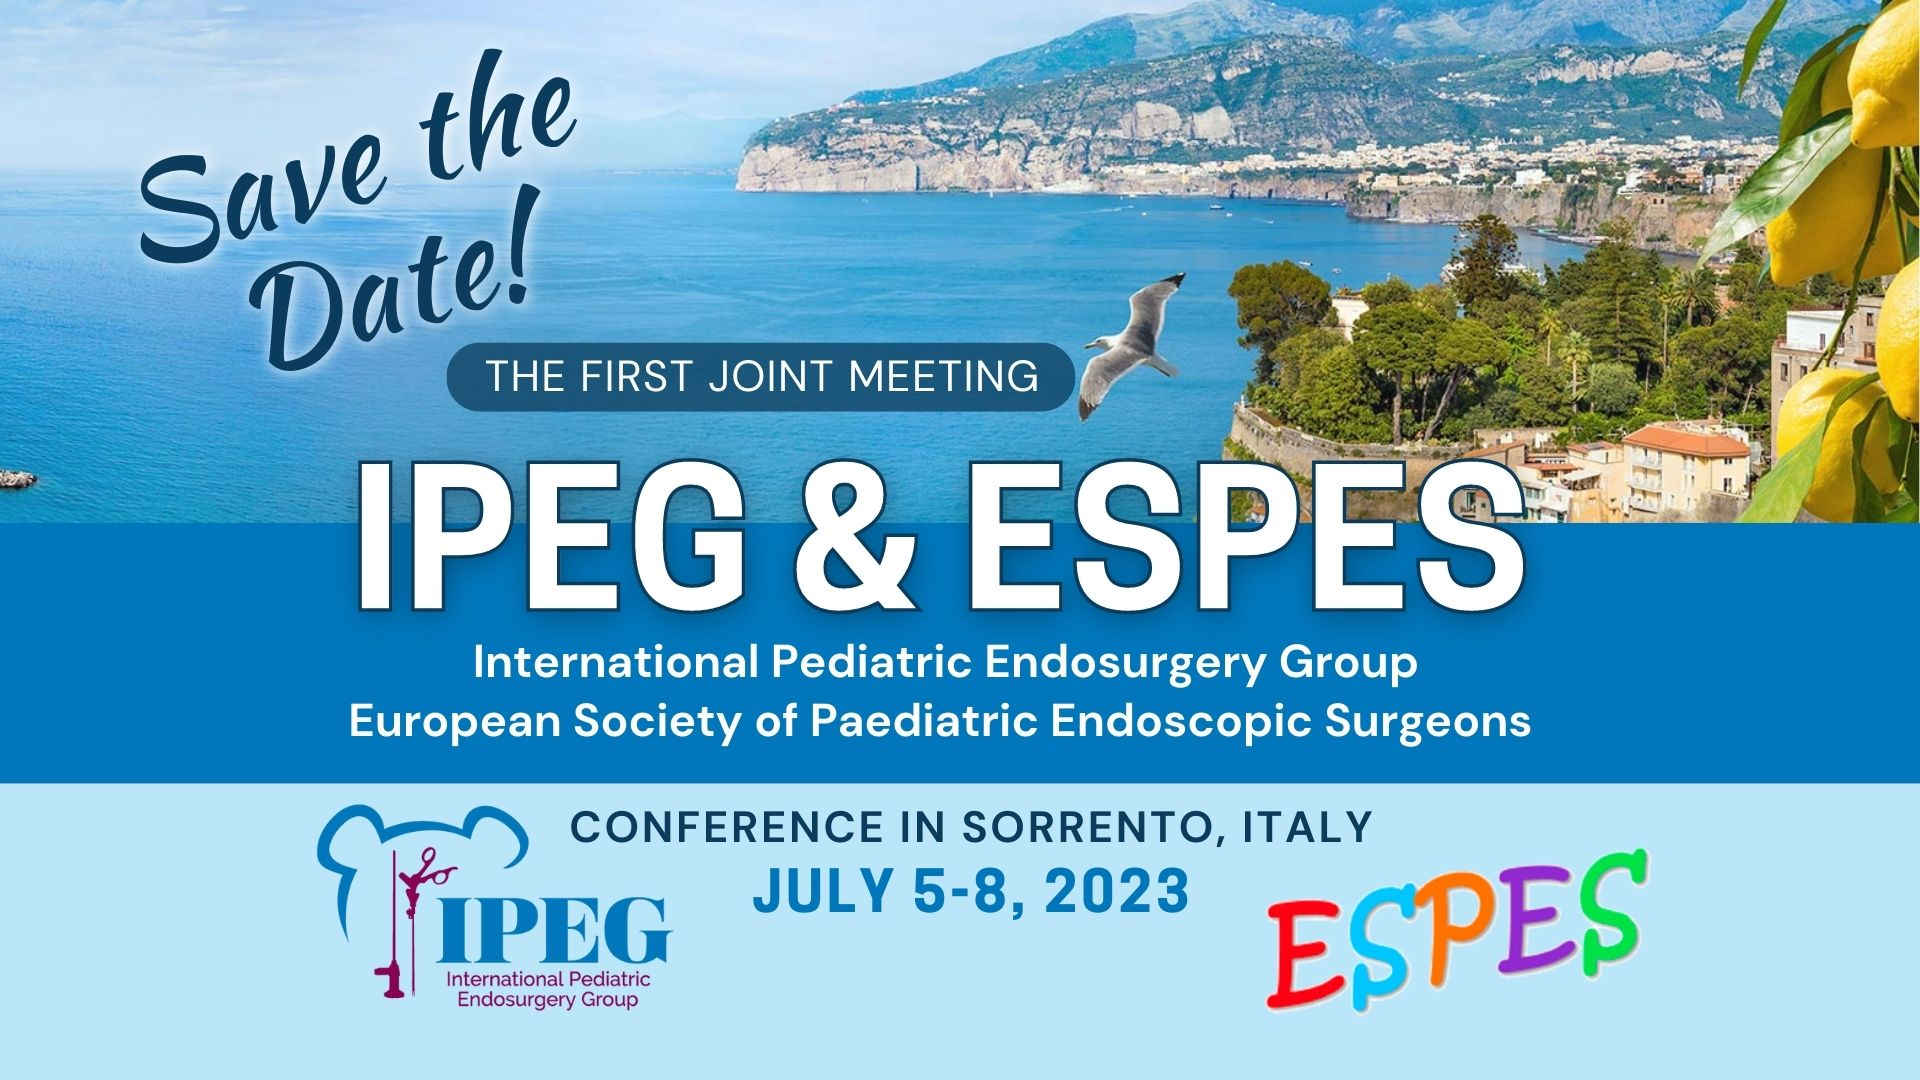 Save the
Date!
THE FIRST JOINT MEETING
IPEG & ESPES
International Pediatric Endosurgery Group
European Society of Paediatric Endoscopic Surgeons
CONFERENCE IN SORRENTO, ITALY
JULY 5-8, 2023
IPEG
International Pediatric
Endosurgery Group
ESPES